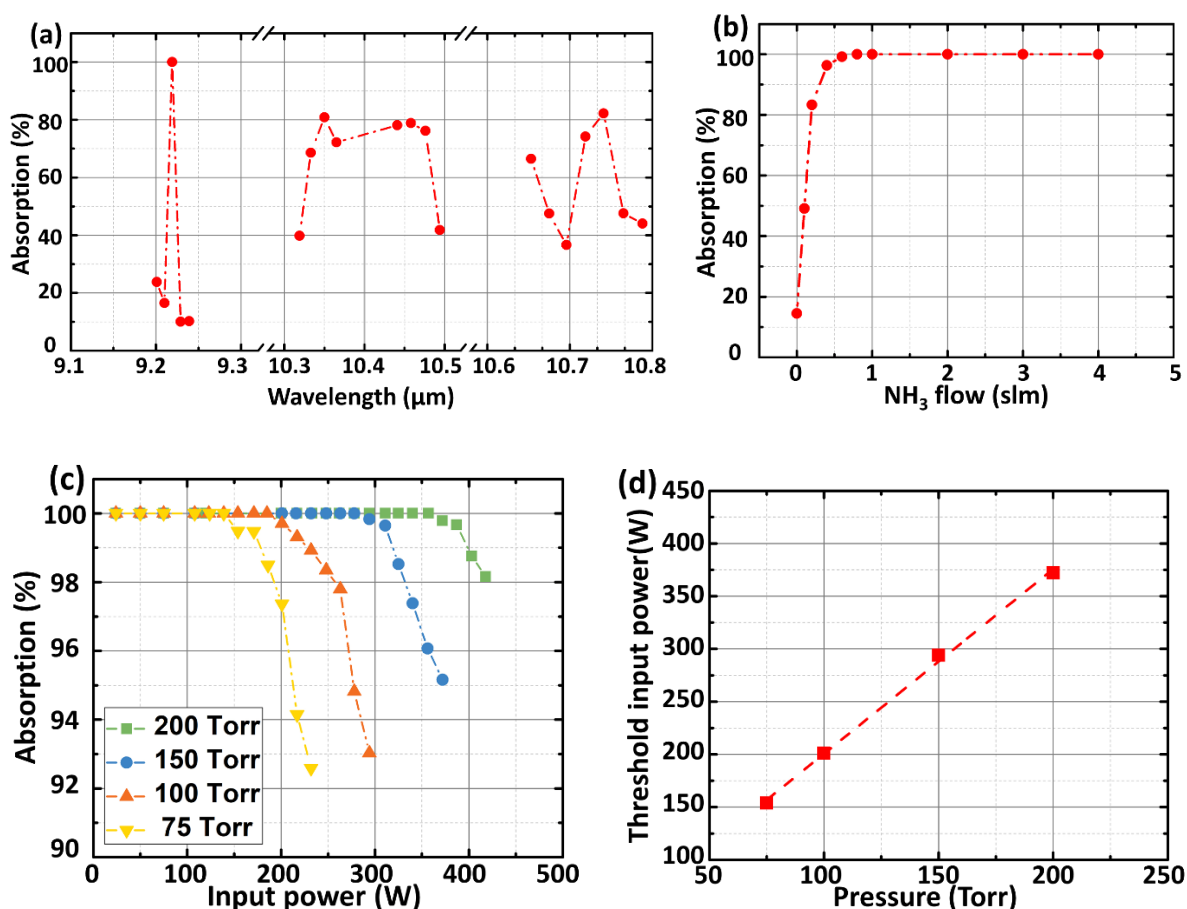 (a)
100
80
60
40
20
0
Absorption (%)
9.1 9.2 9.3 10.3 10.4 10.5 10.6 10.7 10.8
Wavelength (μm)
(b)
100
80
60
40
20
0
Absorption (%)
0 1 2 3 4 5
NH₃ flow (slm)
(c)
100
98
96
94
92
90
Absorption (%)
200 Torr
150 Torr
100 Torr
75 Torr
0 100 200 300 400 500
Input power (W)
(d)
450
400
350
300
250
200
150
100
Threshold input power(W)
50 100 150 200 250
Pressure (Torr)